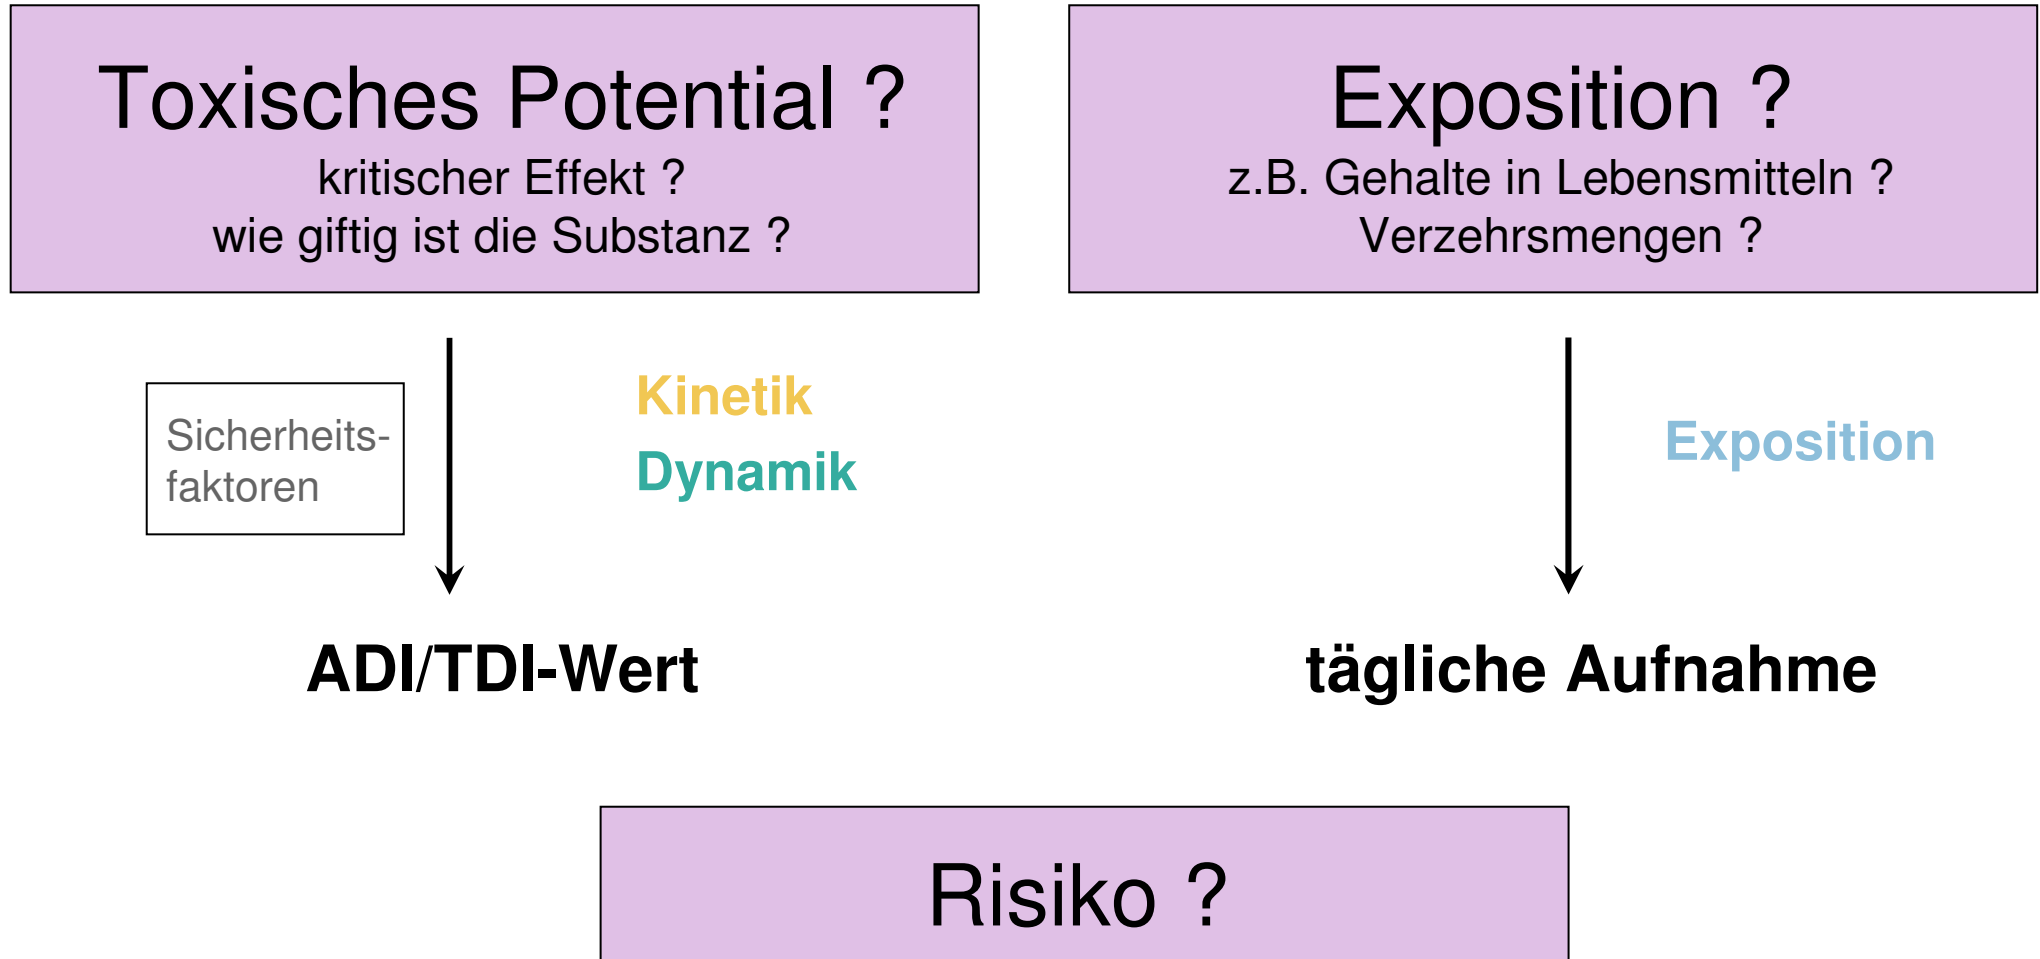 Toxisches Potential ?
kritischer Effekt ?
wie giftig ist die Substanz ?
Exposition ?
z.B. Gehalte in Lebensmitteln ?
Verzehrsmengen ?
Sicherheits-
faktoren
Kinetik
Dynamik
Exposition
ADI/TDI-Wert
tägliche Aufnahme
Risiko ?